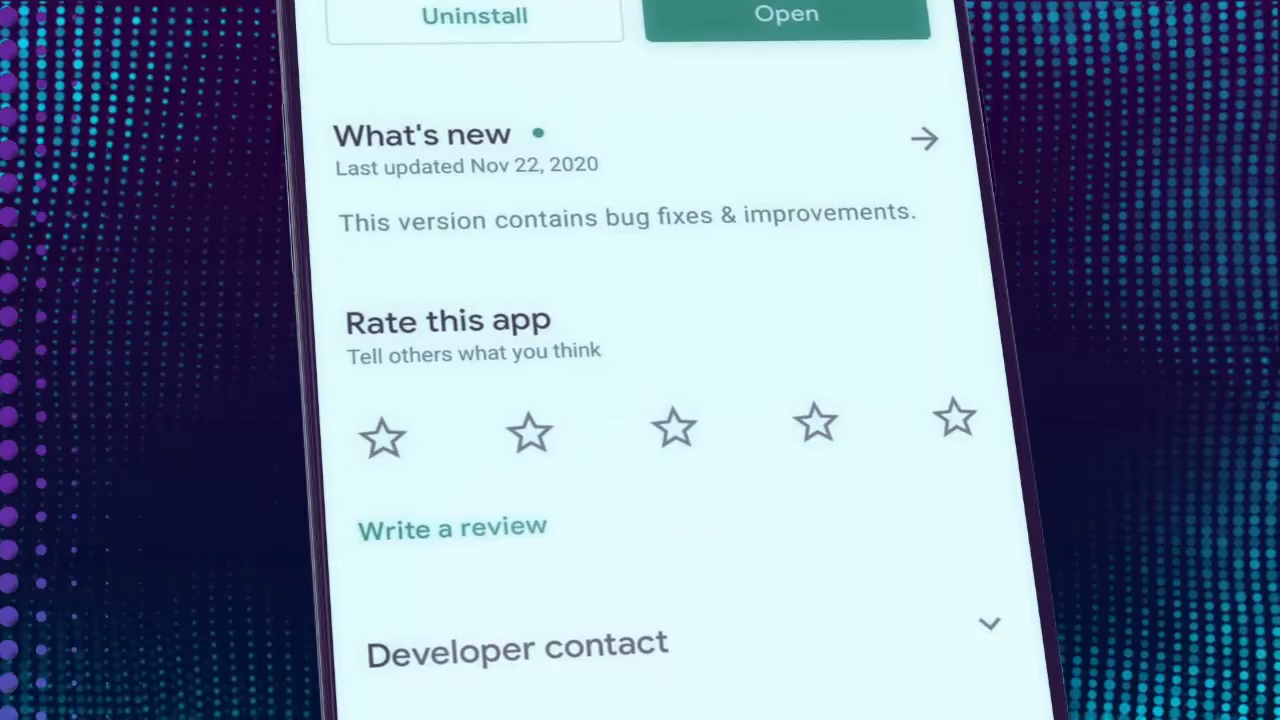 Uninstall
Open
What's new
Last updated Nov 22, 2020
This version contains bug fixes & improvements.
Rate this app
Tell others what you think
Write a review
Developer contact